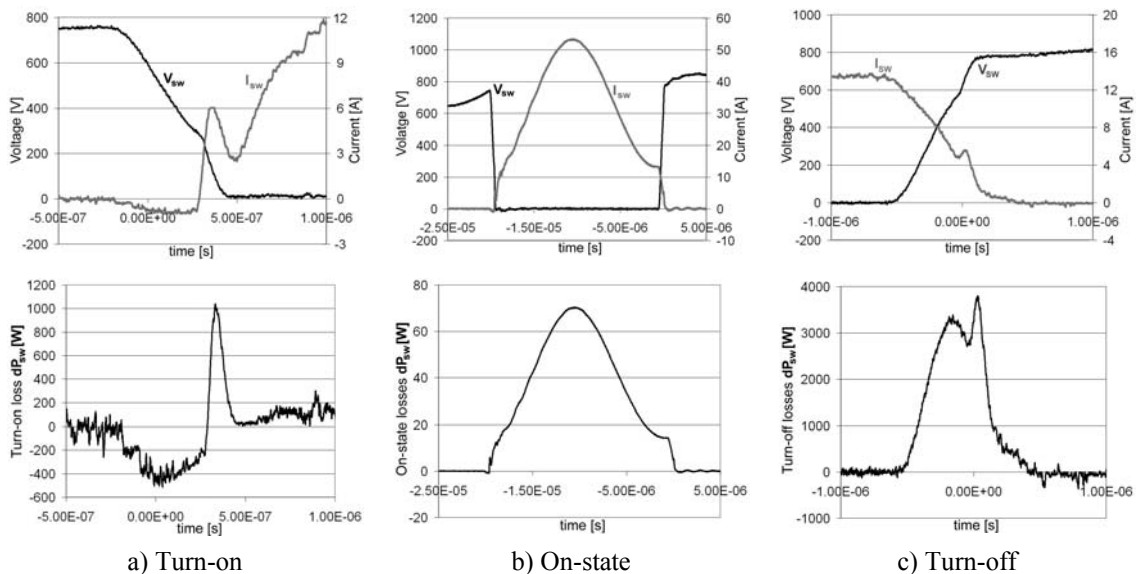 800
600
400
200
0
-200
Voltage [V]
12
9
6
3
0
-3
Current [A]
V_sw
I_sw
-5.00E-07 0.00E+00 5.00E-07 1.00E-06
time [s]
1200
1000
800
600
400
200
0
-200
Volatge [V]
60
50
40
30
20
10
0
-10
Current [A]
V_sw
I_sw
-2.50E-05 -1.50E-05 -5.00E-06 5.00E-06
time [s]
1000
800
600
400
200
0
-200
Voltage [V]
20
16
12
8
4
0
-4
Current [A]
I_sw
V_sw
-1.00E-06 0.00E+00 1.00E-06
time [s]
1200
1000
800
600
400
200
0
-200
-400
-600
Turn-on loss dP_sw [W]
-5.00E-07 0.00E+00 5.00E-07 1.00E-06
time [s]
80
60
40
20
0
-20
On-state losses dP_sw [W]
-2.50E-05 -1.50E-05 -5.00E-06 5.00E-06
time [s]
4000
3000
2000
1000
0
-1000
Turn-off losses dP_sw [W]
-1.00E-06 0.00E+00 1.00E-06
time [s]
a) Turn-on
b) On-state
c) Turn-off